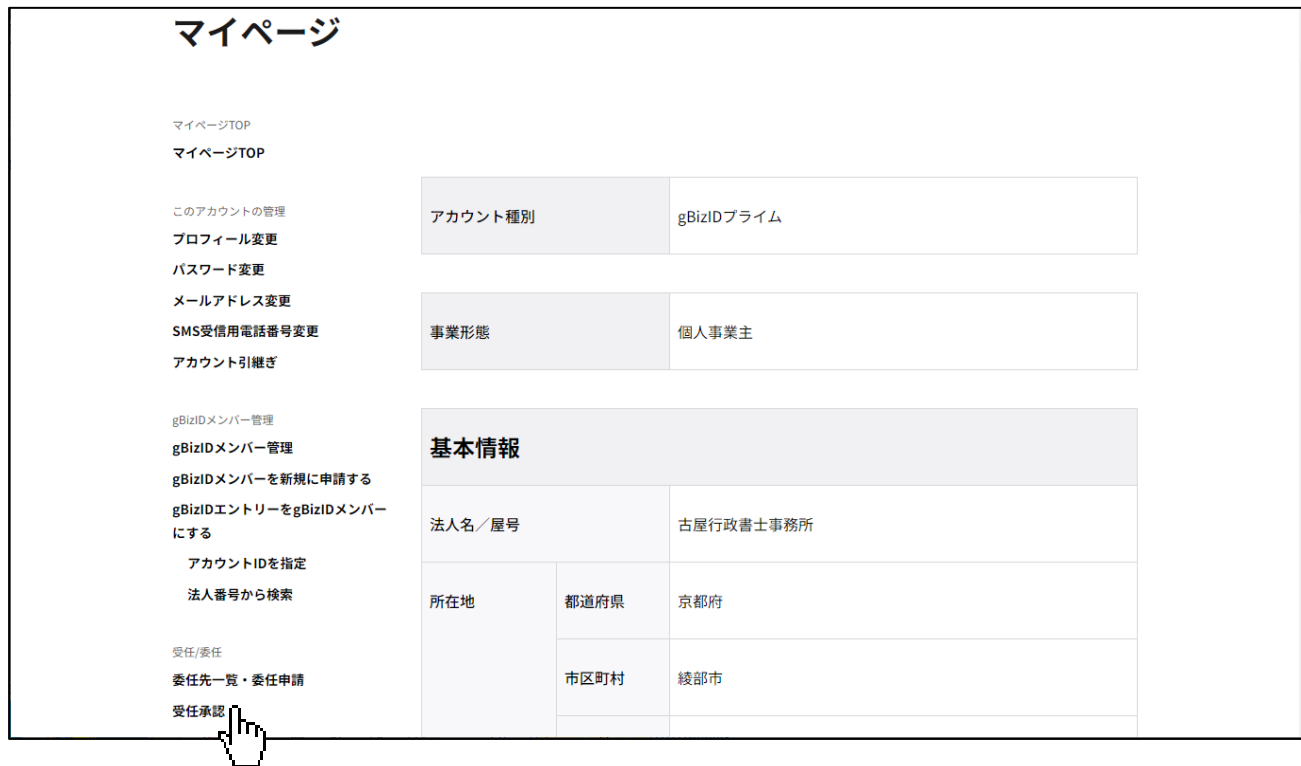 マイページ
マイページTOP
マイページTOP
このアカウントの管理
プロフィール変更
パスワード変更
メールアドレス変更
SMS受信用電話番号変更
アカウント引継ぎ
gBizIDメンバー管理
gBizIDメンバー管理
gBizIDメンバーを新規に申請する
gBizIDエントリーをgBizIDメンバー
にする
アカウントIDを指定
法人番号から検索
受任/委任
委任先一覧・委任申請
受任承認
アカウント種別 gBizIDプライム
事業形態 個人事業主
基本情報
法人名／屋号 古屋行政書士事務所
所在地 都道府県 京都府
市区町村 綾部市